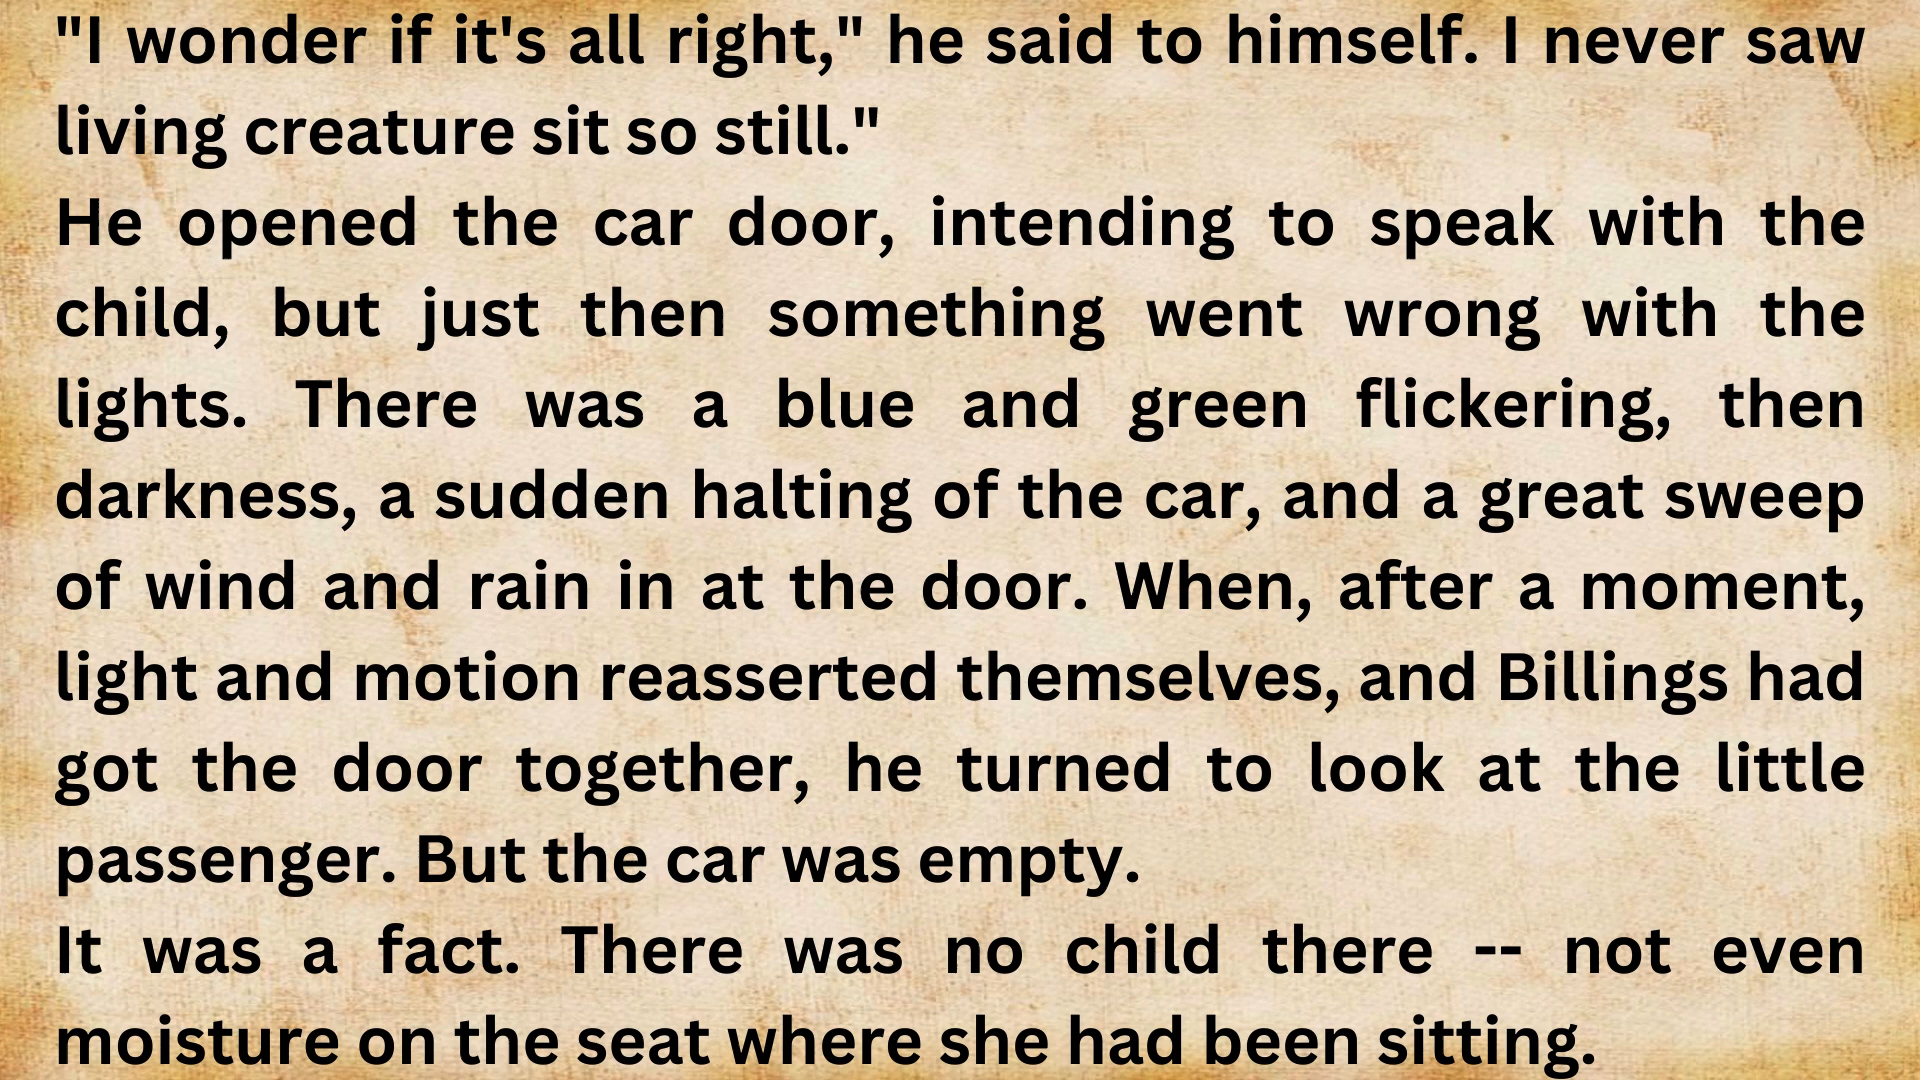 "I wonder if it's all right," he said to himself. I never saw
living creature sit so still."
He opened the car door, intending to speak with the
child, but just then something went wrong with the
lights. There was a blue and green flickering, then
darkness, a sudden halting of the car, and a great sweep
of wind and rain in at the door. When, after a moment,
light and motion reasserted themselves, and Billings had
got the door together, he turned to look at the little
passenger. But the car was empty.
It was a fact. There was no child there -- not even
moisture on the seat where she had been sitting.